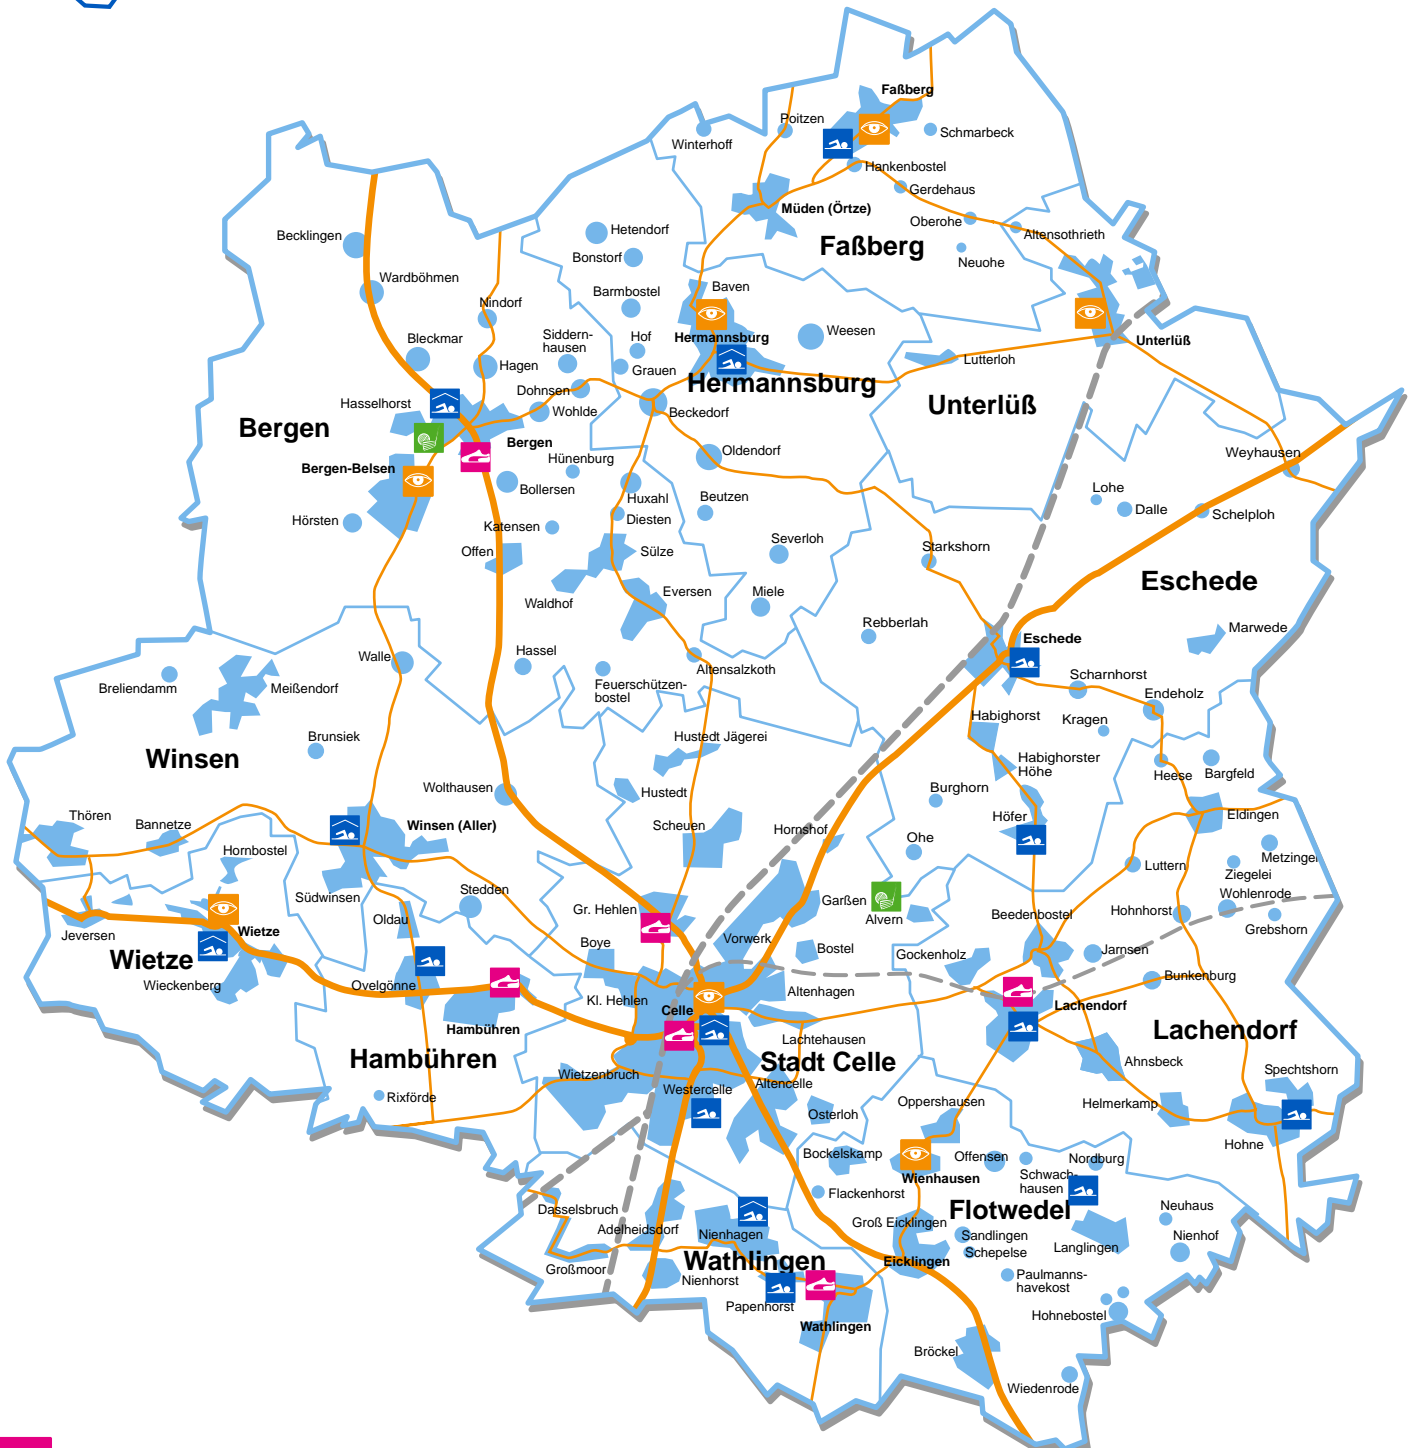 Faßberg
Poitzen
Schmarbeck
Winterhoff
Hankenbostel
Gerdehaus
Müden (Örtze)
Oberohe
Altensothrieth
Hetendorf
Becklingen
Faßberg
Bonstorf
Neuohe
Wardböhmen
Baven
Barmbostel
Nindorf
Siddern-
hausen
Hof
Hermannsburg
Weesen
Unterlüß
Bleckmar
Hagen
Grauen
Lutterloh
Hermannsburg
Dohnsen
Hasselhorst
Wohlde
Beckedorf
Unterlüß
Bergen
Bergen
Oldendorf
Weyhausen
Hünenburg
Bergen-Belsen
Bollersen
Huxahl
Beutzen
Lohe
Dalle
Schelploh
Hörsten
Katensen
Diesten
Severloh
Starkshorn
Offen
Sülze
Eschede
Waldhof
Eversen
Miele
Rebberlah
Marwede
Eschede
Walle
Hassel
Altensalzkoth
Breliendamm
Meißendorf
Feuerschützen-
bostel
Scharnhorst
Endeholz
Habighorst
Kragen
Brunsiek
Hustedt Jägerei
Winsen
Habighorster
Höhe
Heese
Bargfeld
Wolthausen
Hustedt
Burghorn
Thören
Bannetze
Winsen (Aller)
Scheuen
Hornshof
Höfer
Eldingen
Ohe
Hornbostel
Luttern
Metzingen
Ziegelei
Stedden
Südwinsen
Garßen
Wohlenrode
Oldau
Gr. Hehlen
Alvern
Beedenbostel
Hohnhorst
Grebshorn
Jeversen
Wietze
Boye
Vorwerk
Bostel
Gockenholz
Jarnsen
Wietze
Bunkenburg
Wieckenberg
Ovelgönne
Kl. Hehlen
Altenhagen
Celle
Lachendorf
Hambühren
Lachendorf
Lachtehausen
Hambühren
Stadt Celle
Ahnsbeck
Wietzenbruch
Spechtshorn
Westercelle
Altencelle
Rixförde
Oppershausen
Helmerkamp
Osterloh
Hohne
Bockelskamp
Offensen
Nordburg
Wienhausen
Schwach-
hausen
Flackenhorst
Dasselsbruch
Flotwedel
Neuhaus
Adelheidsdorf
Nienhagen
Groß Eicklingen
Sandlingen
Nienhof
Schepelse
Langlingen
Wathlingen
Eicklingen
Großmoor
Nienhorst
Paulmanns-
havekost
Papenhorst
Hohnebostel
Wathlingen
Bröckel
Wiedenrode